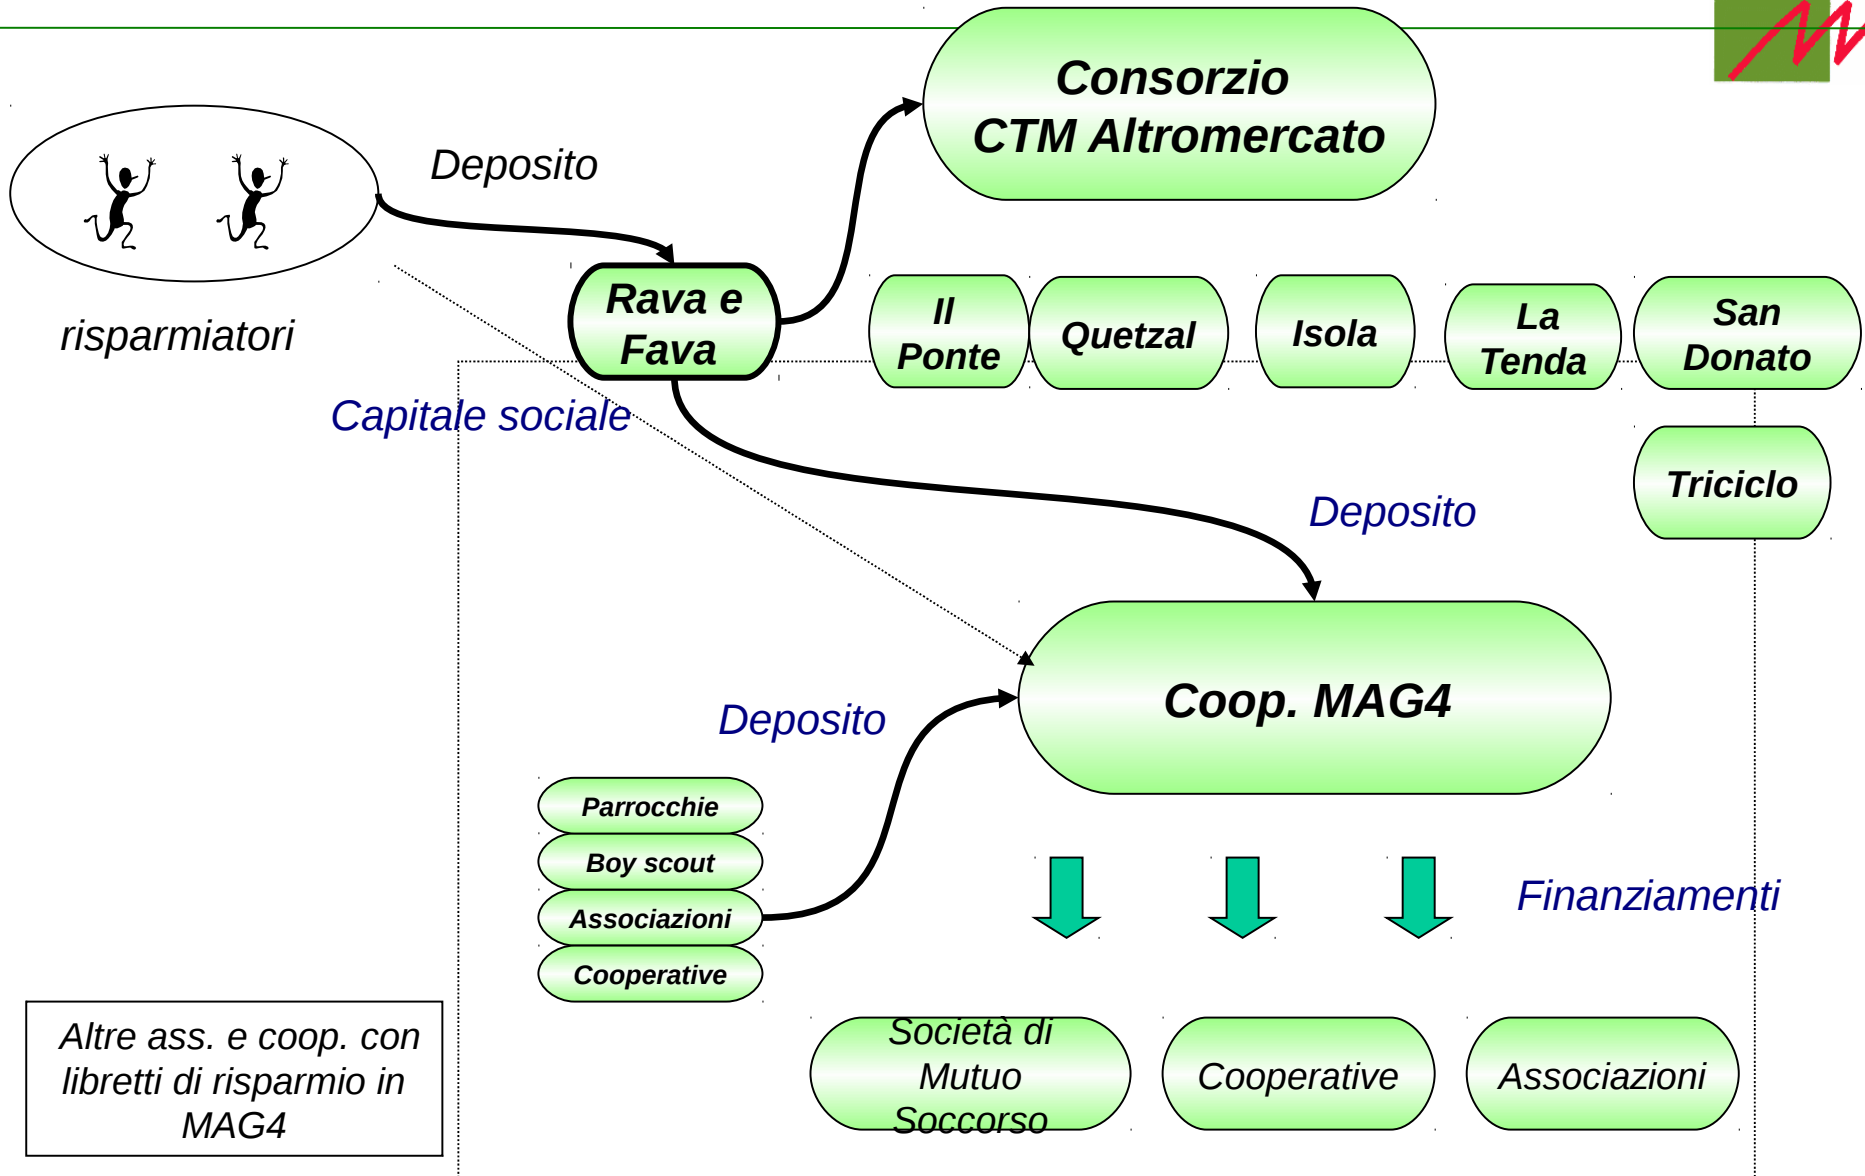 Consorzio
CTM Altromercato
Deposito
risparmiatori
Rava e
Fava
Il
Ponte
Quetzal
Isola
La
Tenda
San
Donato
Capitale sociale
Triciclo
Deposito
Coop. MAG4
Deposito
Parrocchie
Boy scout
Associazioni
Cooperative
Finanziamenti
Altre ass. e coop. con
libretti di risparmio in
MAG4
Società di
Mutuo
Soccorso
Cooperative
Associazioni